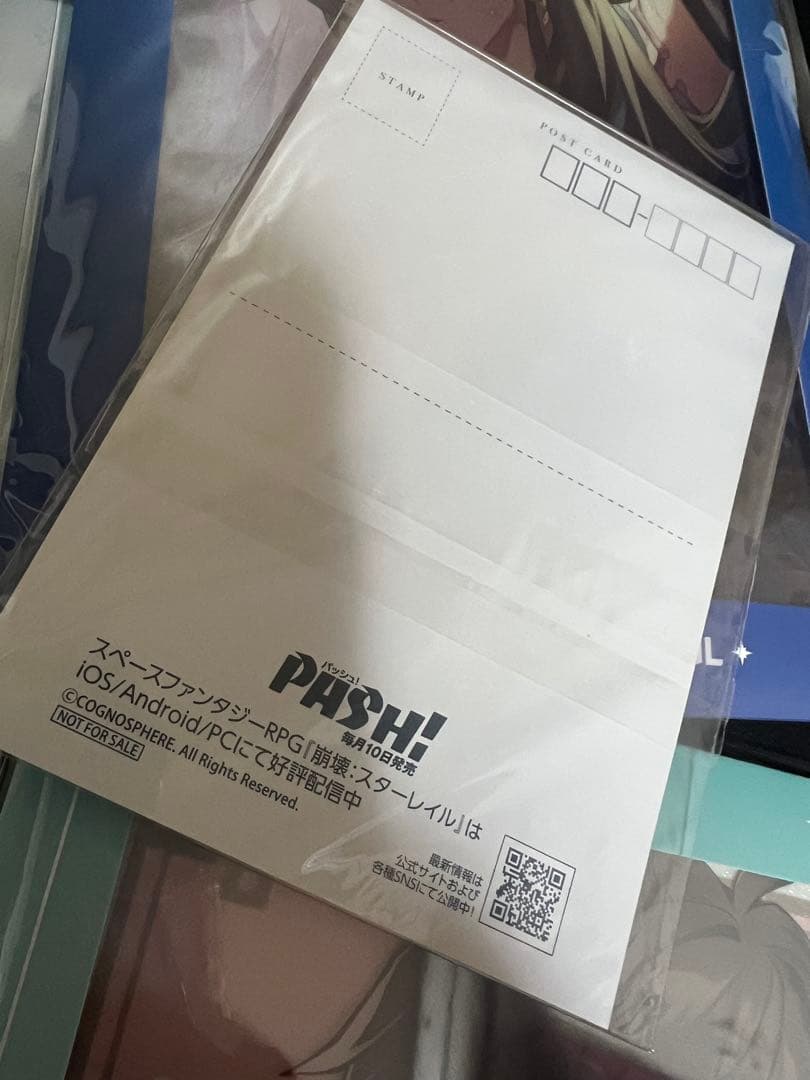 STAMP
POST CARD
パッシュ!
PASH!
毎月10日発売
スペースファンタジーRPG『崩壊:スターレイル』は
iOS/Android/PCにて好評配信中
©COGNOSPHERE. All Rights Reserved.
NOT FOR SALE
最新情報は
公式サイトおよび
各種SNSにて公開中!